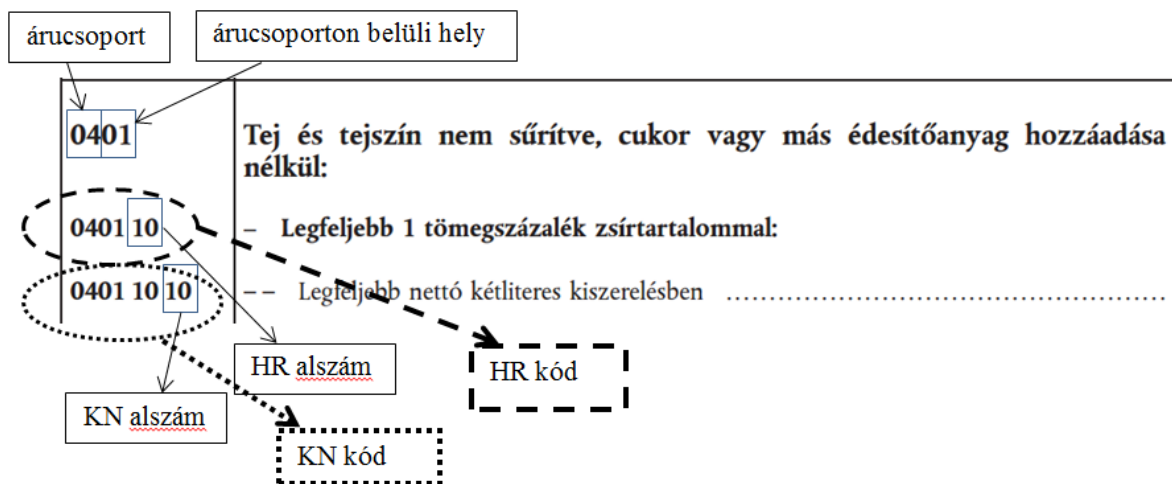 árucsoport
árucsoporton belüli hely
0401
Tej és tejszín nem sűrítve, cukor vagy más édesítőanyag hozzáadása
nélkül:
0401 10
– Legfeljebb 1 tömegszázalék zsírtartalommal:
0401 10 10
– – Legfeljebb nettó kétliteres kiszerelésben ................................................
HR alszám
HR kód
KN alszám
KN kód